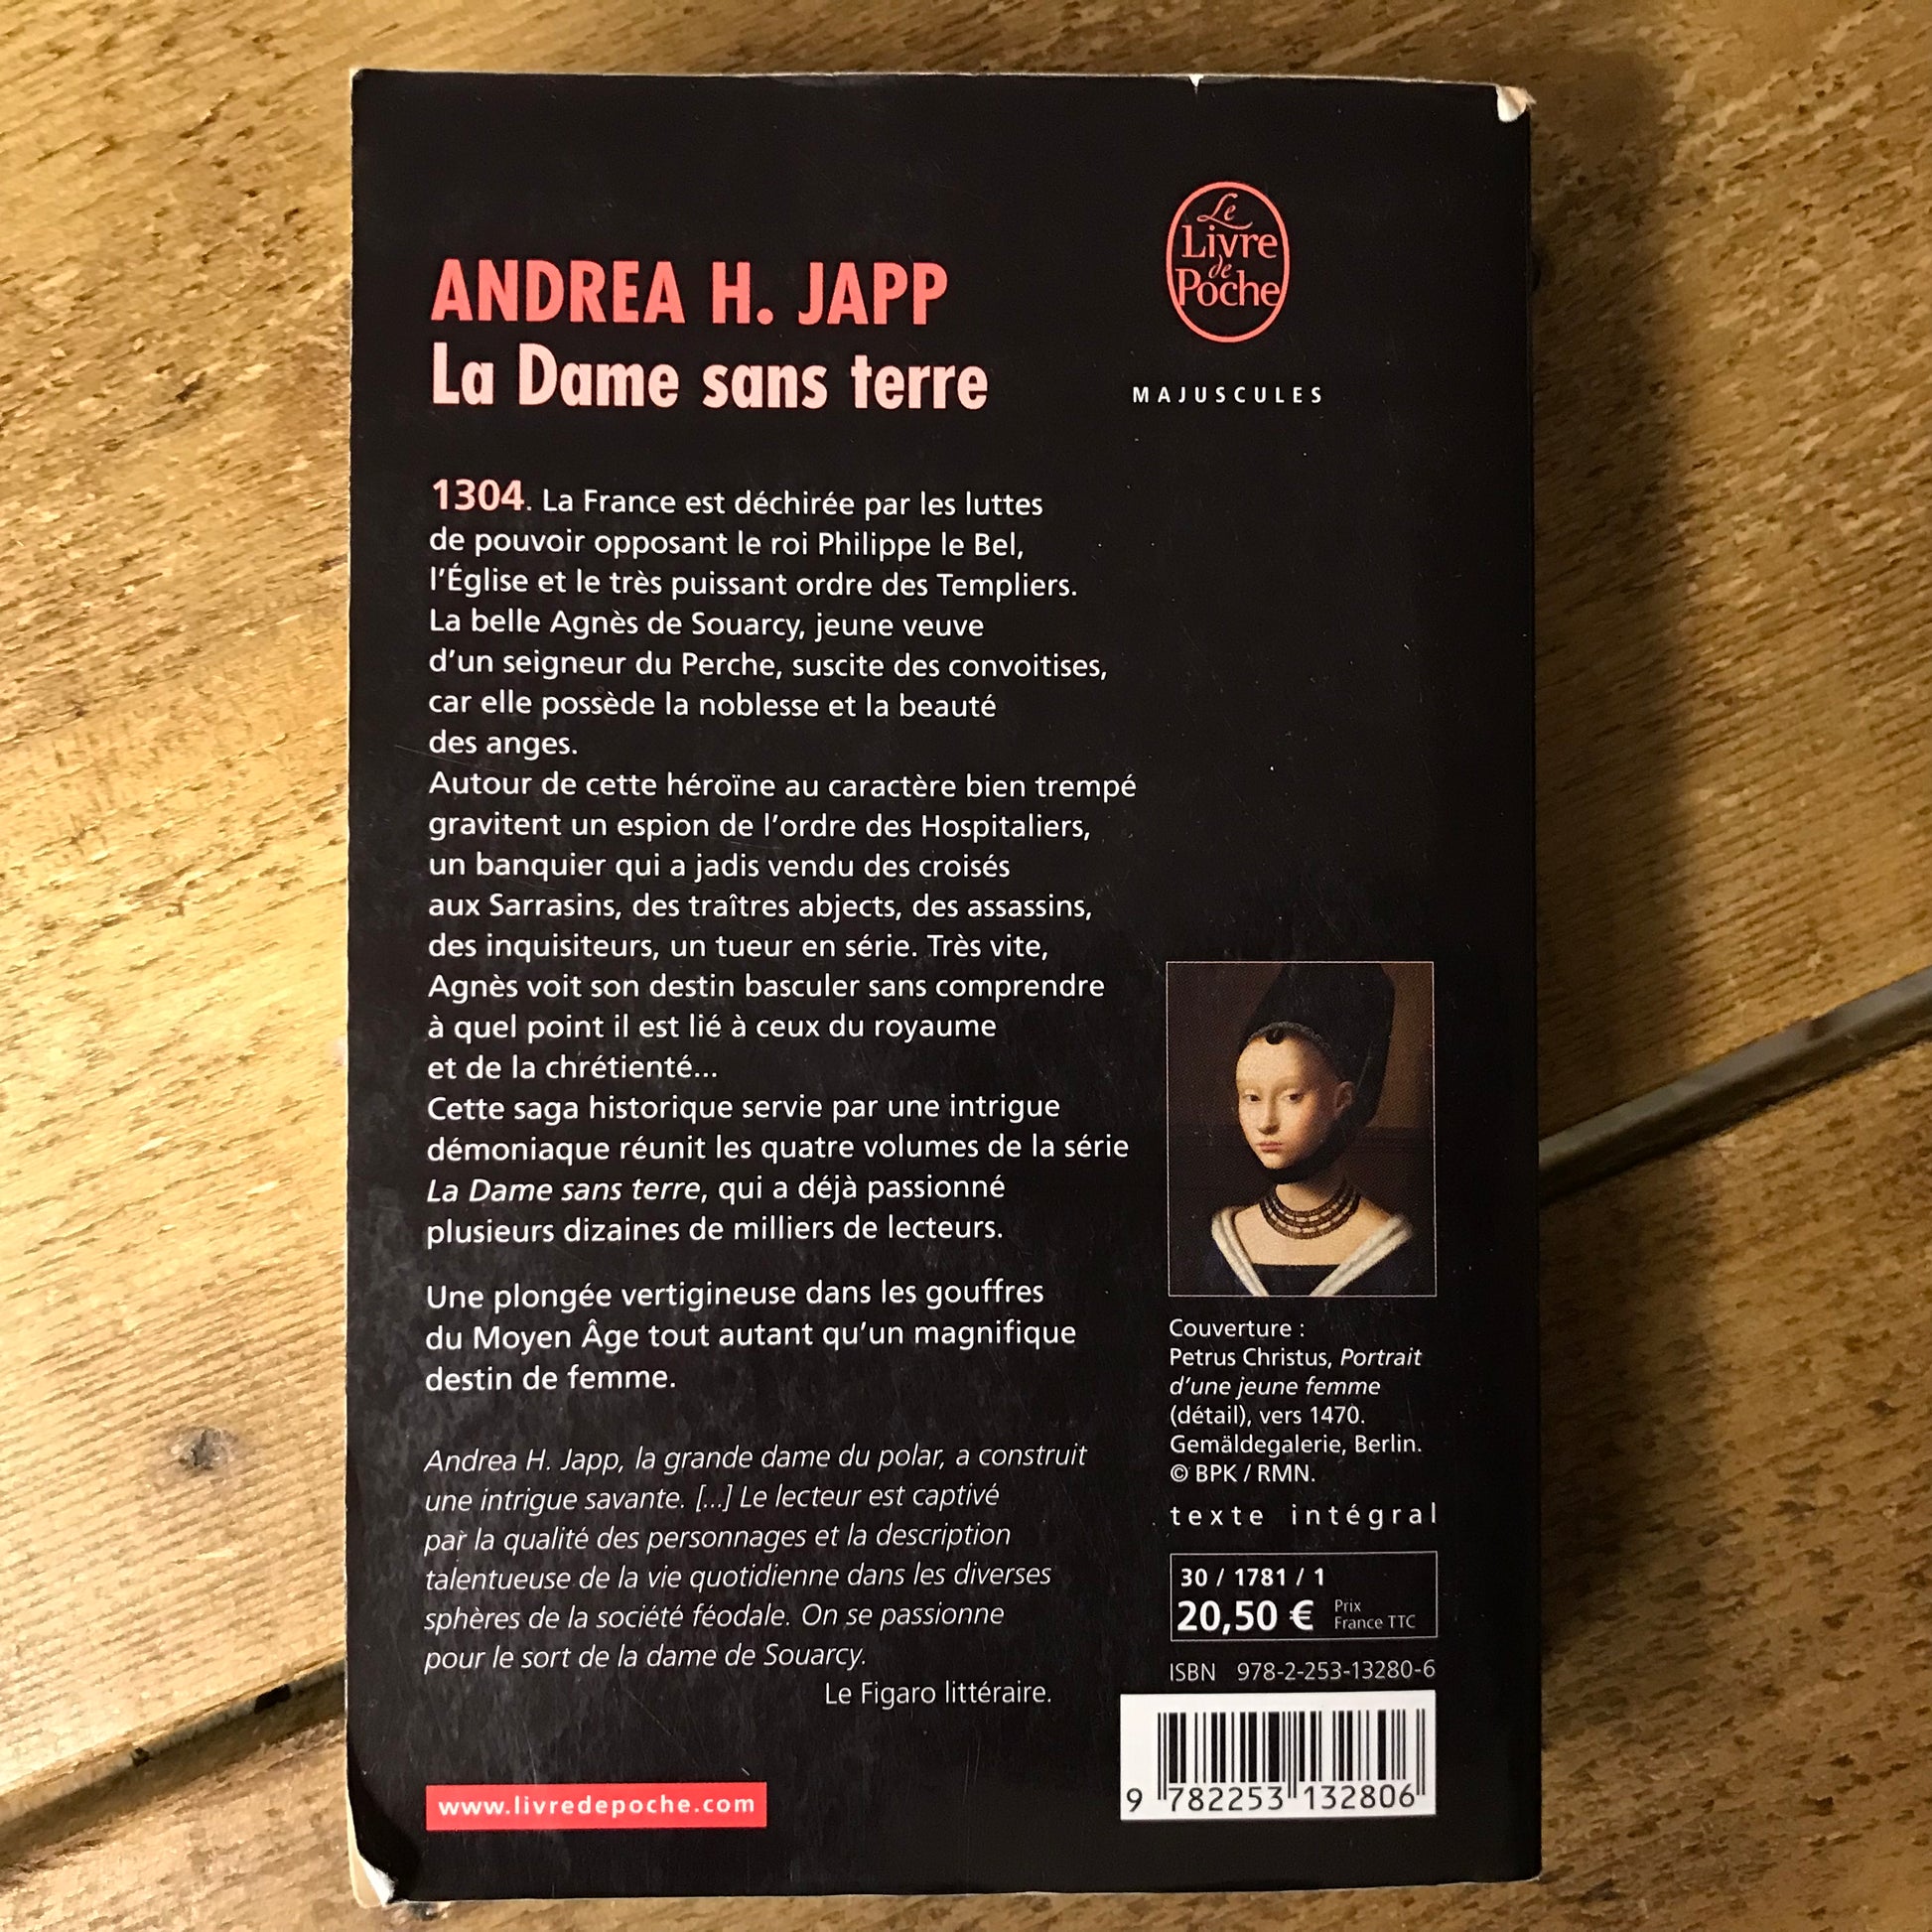 Le
Livre
de
Poche
ANDREA H. JAPP
La Dame sans terre
MAJUSCULES
1304. La France est déchirée par les luttes
de pouvoir opposant le roi Philippe le Bel,
l'Église et le très puissant ordre des Templiers.
La belle Agnès de Souarcy, jeune veuve
d'un seigneur du Perche, suscite des convoitises,
car elle possède la noblesse et la beauté
des anges.
Autour de cette héroïne au caractère bien trempé
gravitent un espion de l'ordre des Hospitaliers,
un banquier qui a jadis vendu des croisés
aux Sarrasins, des traîtres abjects, des assassins,
des inquisiteurs, un tueur en série. Très vite,
Agnès voit son destin basculer sans comprendre
à quel point il est lié à ceux du royaume
et de la chrétienté...
Cette saga historique servie par une intrigue
démoniaque réunit les quatre volumes de la série
La Dame sans terre, qui a déjà passionné
plusieurs dizaines de milliers de lecteurs.
Une plongée vertigineuse dans les gouffres
du Moyen Âge tout autant qu'un magnifique
destin de femme.
Andrea H. Japp, la grande dame du polar, a construit
une intrigue savante. [...] Le lecteur est captivé
par la qualité des personnages et la description
talentueuse de la vie quotidienne dans les diverses
sphères de la société féodale. On se passionne
pour le sort de la dame de Souarcy.
Le Figaro littéraire.
www.livredepoche.com
Couverture :
Petrus Christus, Portrait
d'une jeune femme
(détail), vers 1470.
Gemäldegalerie, Berlin.
© BPK / RMN.
texte intégral
30 / 1781 / 1
20,50 € Prix
France TTC
ISBN 978-2-253-13280-6
9 782253 132806